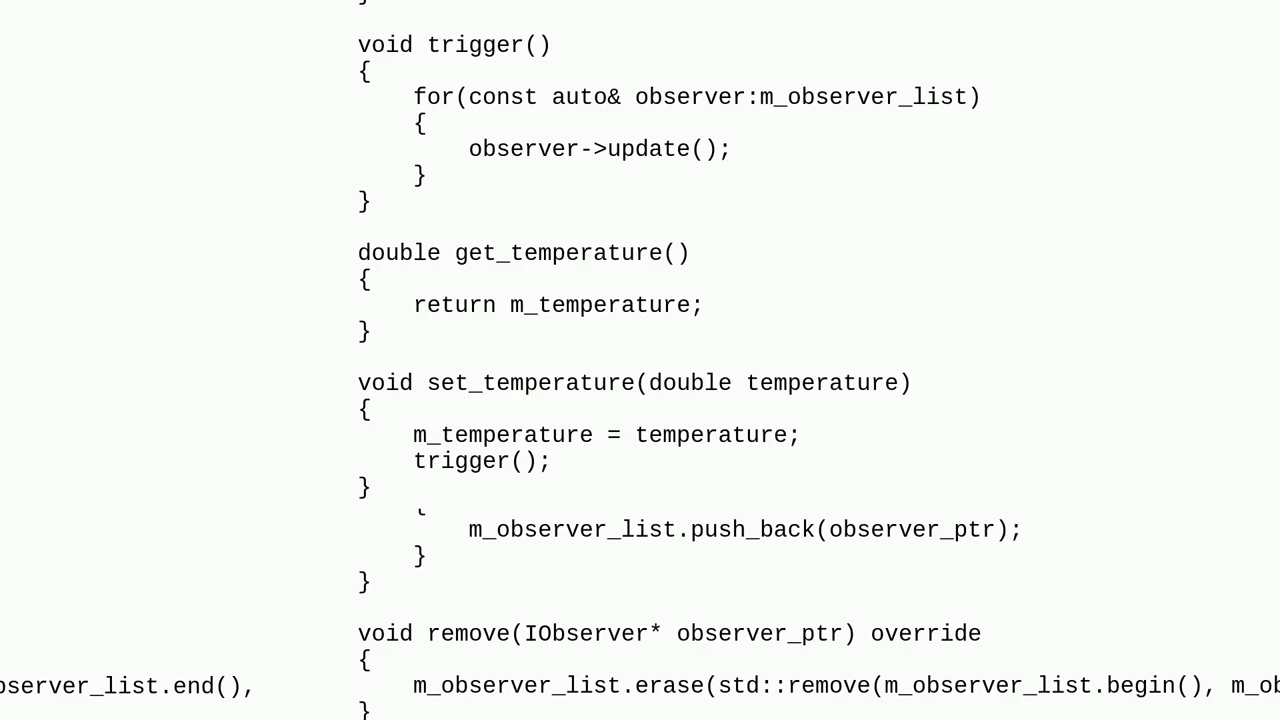 }
void trigger()
{
    for(const auto& observer:m_observer_list)
    {
        observer->update();
    }
}
double get_temperature()
{
    return m_temperature;
}
void set_temperature(double temperature)
{
    m_temperature = temperature;
    trigger();
}
    {
        m_observer_list.push_back(observer_ptr);
    }
}
void remove(IObserver* observer_ptr) override
{
bserver_list.end(),
    m_observer_list.erase(std::remove(m_observer_list.begin(), m_ob
}